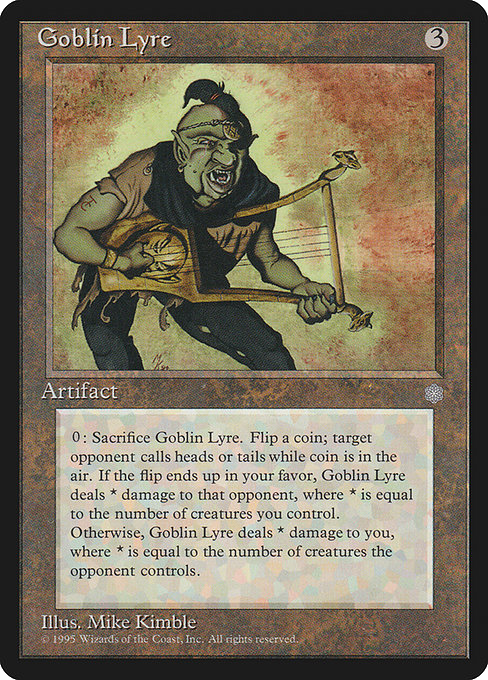 Goblin Lyre 3
Artifact
0: Sacrifice Goblin Lyre. Flip a coin; target
opponent calls heads or tails while coin is in the
air. If the flip ends up in your favor, Goblin Lyre
deals * damage to that opponent, where * is equal
to the number of creatures you control.
Otherwise, Goblin Lyre deals * damage to you,
where * is equal to the number of creatures the
opponent controls.
Illus. Mike Kimble
© 1995 Wizards of the Coast, Inc. All rights reserved.